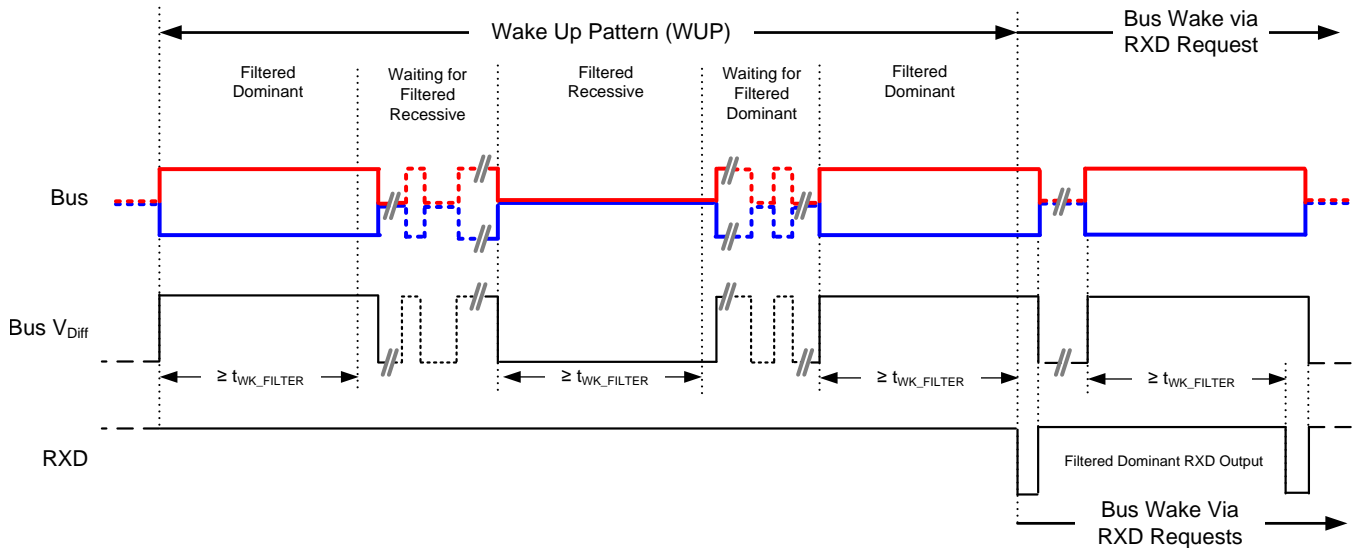 Wake Up Pattern (WUP)
Bus Wake via
RXD Request
Filtered
Dominant
Waiting for
Filtered
Recessive
Filtered
Recessive
Waiting for
Filtered
Dominant
Filtered
Dominant
Bus
Bus VDiff
≥ tWK_FILTER
≥ tWK_FILTER
≥ tWK_FILTER
≥ tWK_FILTER
RXD
Filtered Dominant RXD Output
Bus Wake Via
RXD Requests